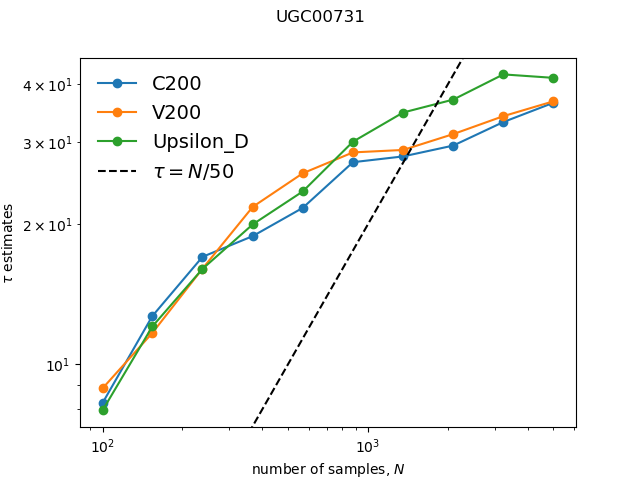 UGC00731
C200
V200
Upsilon_D
τ = N/50
4 × 10¹
3 × 10¹
2 × 10¹
10¹
τ estimates
10² 10³
number of samples, N